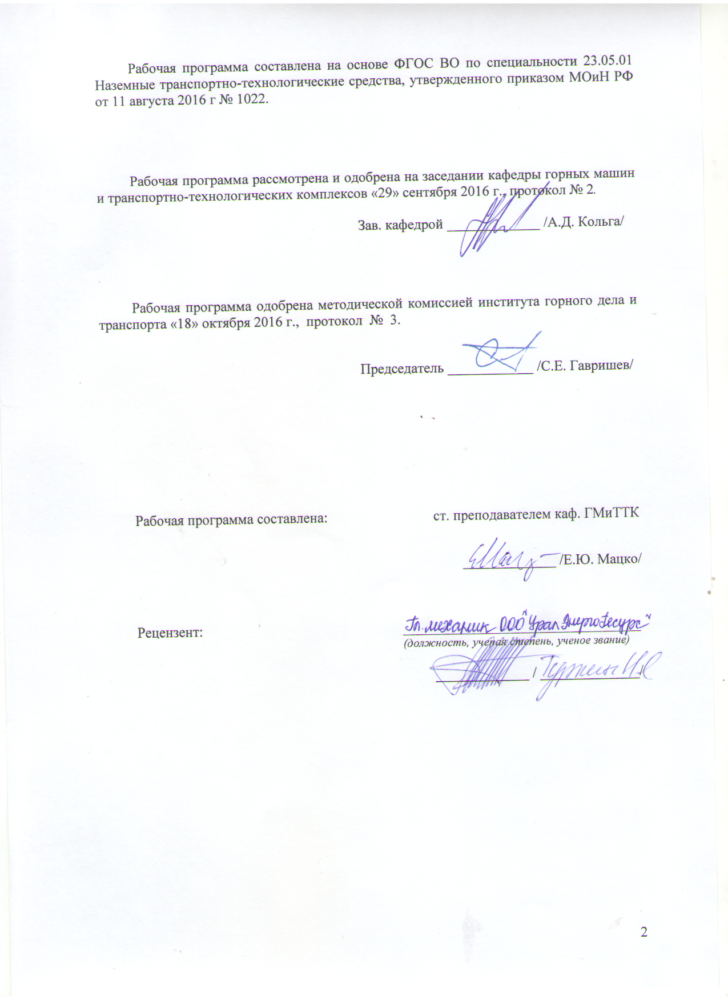 Рабочая программа составлена на основе ФГОС ВО по специальности 23.05.01
Наземные транспортно-технологические средства, утвержденного приказом МОиН РФ
от 11 августа 2016 г № 1022.
Рабочая программа рассмотрена и одобрена на заседании кафедры горных машин
и транспортно-технологических комплексов «29» сентября 2016 г., протокол № 2.
Зав. кафедрой _____________ /А.Д. Кольга/
Рабочая программа одобрена методической комиссией института горного дела и
транспорта «18» октября 2016 г., протокол № 3.
Председатель ____________ /С.Е. Гавришев/
Рабочая программа составлена: ст. преподавателем каф. ГМиТТК
_____________ /Е.Ю. Мацко/
Рецензент: Гл. механик ООО "УралЭнергоРесурс"
(должность, ученая степень, ученое звание)
_____________ / /
2